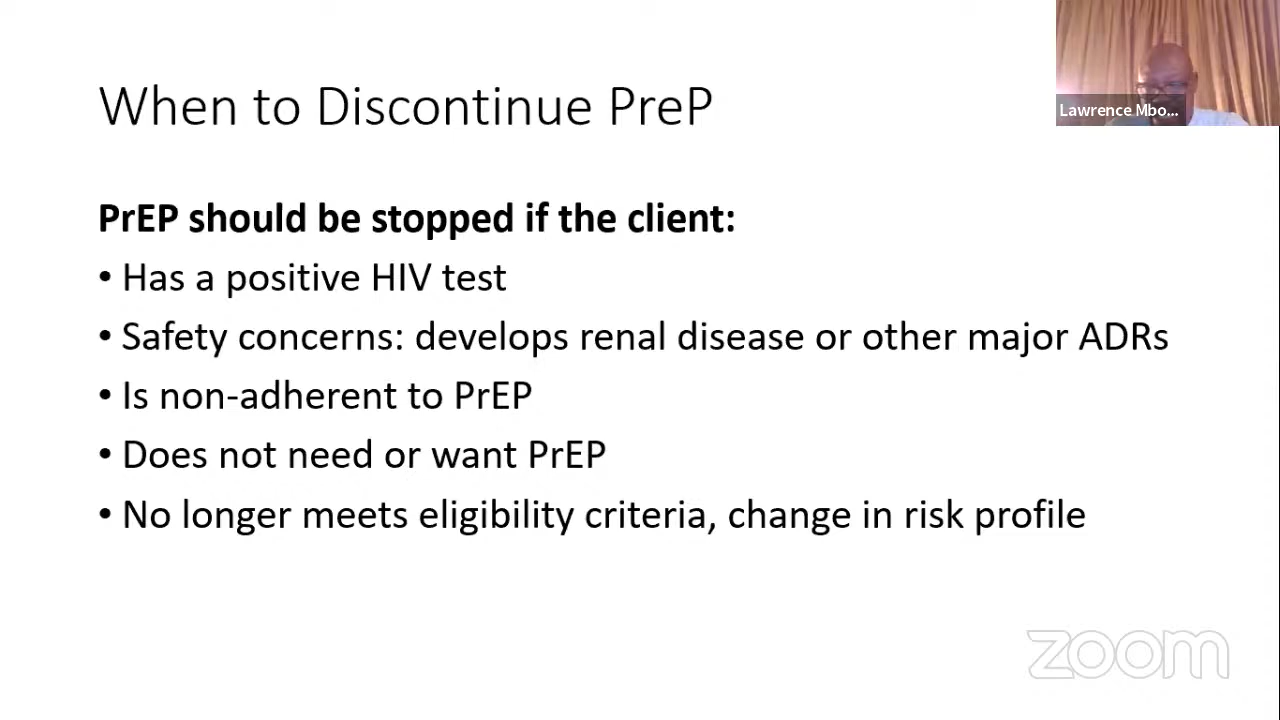 When to Discontinue PreP
Lawrence Mbo...
PrEP should be stopped if the client:
• Has a positive HIV test
• Safety concerns: develops renal disease or other major ADRs
• Is non-adherent to PrEP
• Does not need or want PrEP
• No longer meets eligibility criteria, change in risk profile
zoom